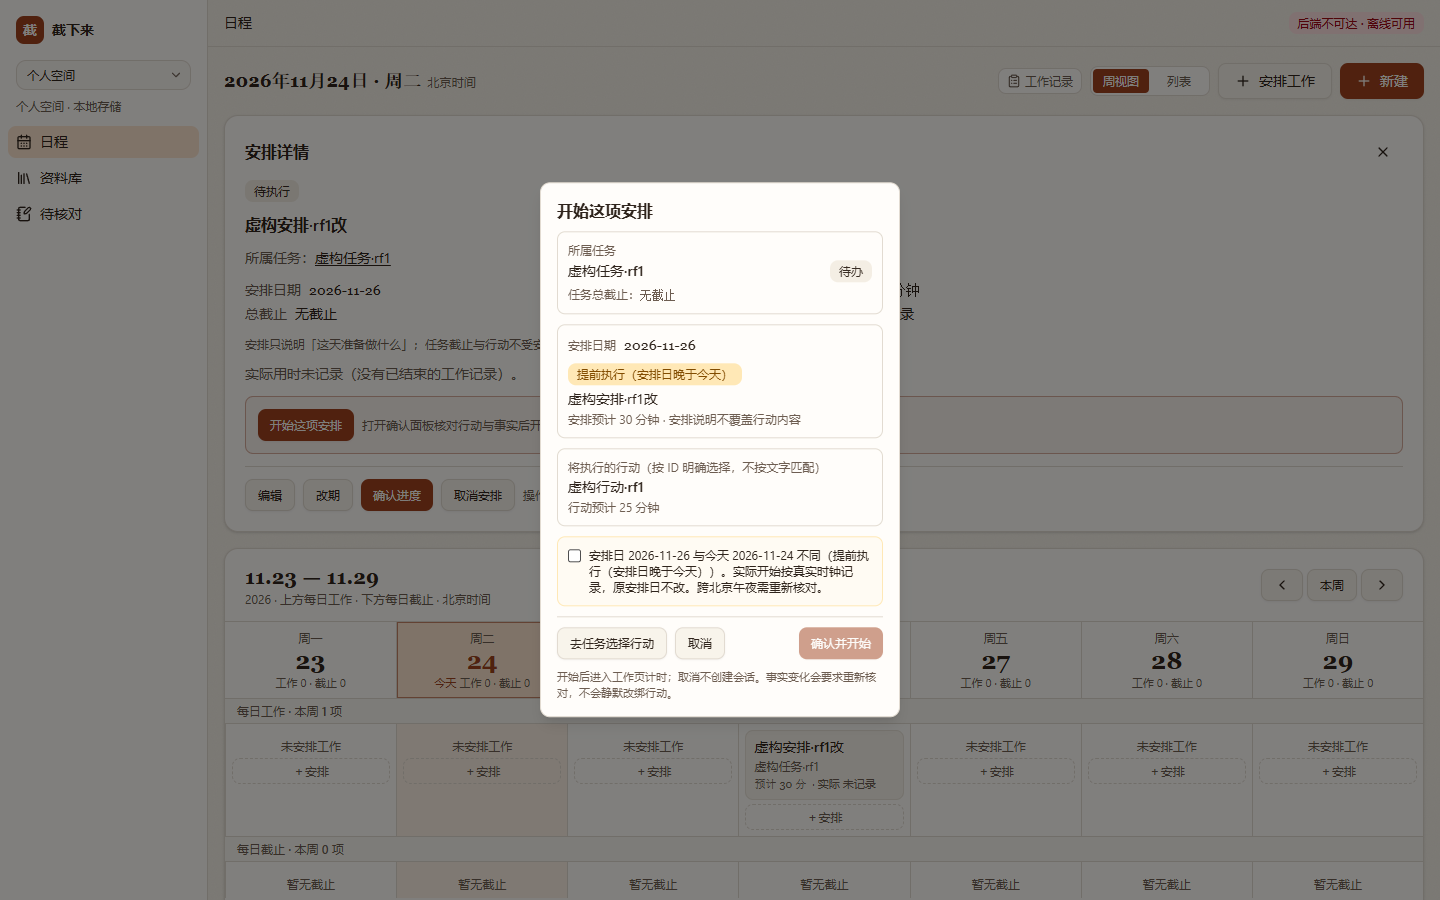 截 截下来
个人空间
个人空间 · 本地存储
日程
资料库
待核对
日程
后端不可达 · 离线可用
2026年11月24日 · 周二 北京时间
工作记录
周视图
列表
+ 安排工作
+ 新建
安排详情
待执行
虚构安排·rf1改
所属任务： 虚构任务·rf1
安排日期 2026-11-26
分钟
总截止 无截止
录
安排只说明「这天准备做什么」；任务截止与行动不受安
实际用时未记录（没有已结束的工作记录）。
开始这项安排 打开确认面板核对行动与事实后开
编辑
改期
确认进度
取消安排
操作
开始这项安排
所属任务
虚构任务·rf1
待办
任务总截止：无截止
安排日期 2026-11-26
提前执行（安排日晚于今天）
虚构安排·rf1改
安排预计 30 分钟 · 安排说明不覆盖行动内容
将执行的行动（按 ID 明确选择，不按文字匹配）
虚构行动·rf1
行动预计 25 分钟
安排日 2026-11-26 与今天 2026-11-24 不同（提前执
行（安排日晚于今天））。实际开始按真实时钟记
录，原安排日不改。跨北京午夜需重新核对。
去任务选择行动
取消
确认并开始
开始后进入工作页计时；取消不创建会话。事实变化会要求重新核
对，不会静默改绑行动。
11.23 — 11.29
2026 · 上方每日工作 · 下方每日截止 · 北京时间
本周
周一
23
工作 0 · 截止 0
周二
24
今天 工作 0 · 截止 0
周五
27
工作 0 · 截止 0
周六
28
工作 0 · 截止 0
周日
29
工作 0 · 截止 0
每日工作 · 本周 1 项
未安排工作
+ 安排
未安排工作
+ 安排
未安排工作
+ 安排
虚构安排·rf1改
虚构任务·rf1
预计 30 分 · 实际 未记录
+ 安排
未安排工作
+ 安排
未安排工作
+ 安排
未安排工作
+ 安排
每日截止 · 本周 0 项
暂无截止
暂无截止
暂无截止
暂无截止
暂无截止
暂无截止
暂无截止